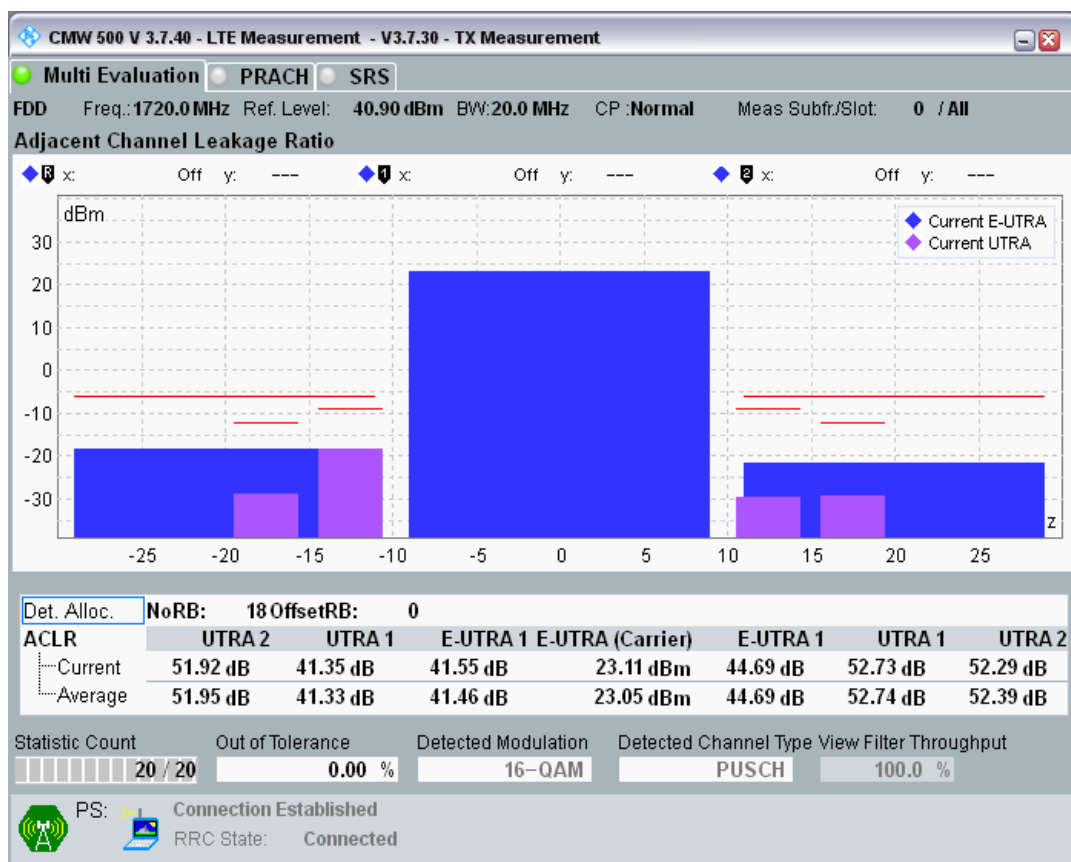 CMW 500 V 3.7.40 - LTE Measurement - V3.7.30 - TX Measurement
Multi Evaluation PRACH SRS
FDD Freq.: 1720.0 MHz Ref. Level: 40.90 dBm BW: 20.0 MHz CP : Normal Meas Subfr./Slot: 0 / All
Adjacent Channel Leakage Ratio
R x: Off y: --- 1 x: Off y: --- 2 x: Off y: ---
dBm
Current E-UTRA
Current UTRA
30
20
10
0
-10
-20
-30
z
-25 -20 -15 -10 -5 0 5 10 15 20 25
Det. Alloc. NoRB: 18 OffsetRB: 0
ACLR UTRA 2 UTRA 1 E-UTRA 1 E-UTRA (Carrier) E-UTRA 1 UTRA 1 UTRA 2
Current 51.92 dB 41.35 dB 41.55 dB 23.11 dBm 44.69 dB 52.73 dB 52.29 dB
Average 51.95 dB 41.33 dB 41.46 dB 23.05 dBm 44.69 dB 52.74 dB 52.39 dB
Statistic Count Out of Tolerance Detected Modulation Detected Channel Type View Filter Throughput
20 / 20 0.00 % 16-QAM PUSCH 100.0 %
PS: Connection Established
RRC State: Connected